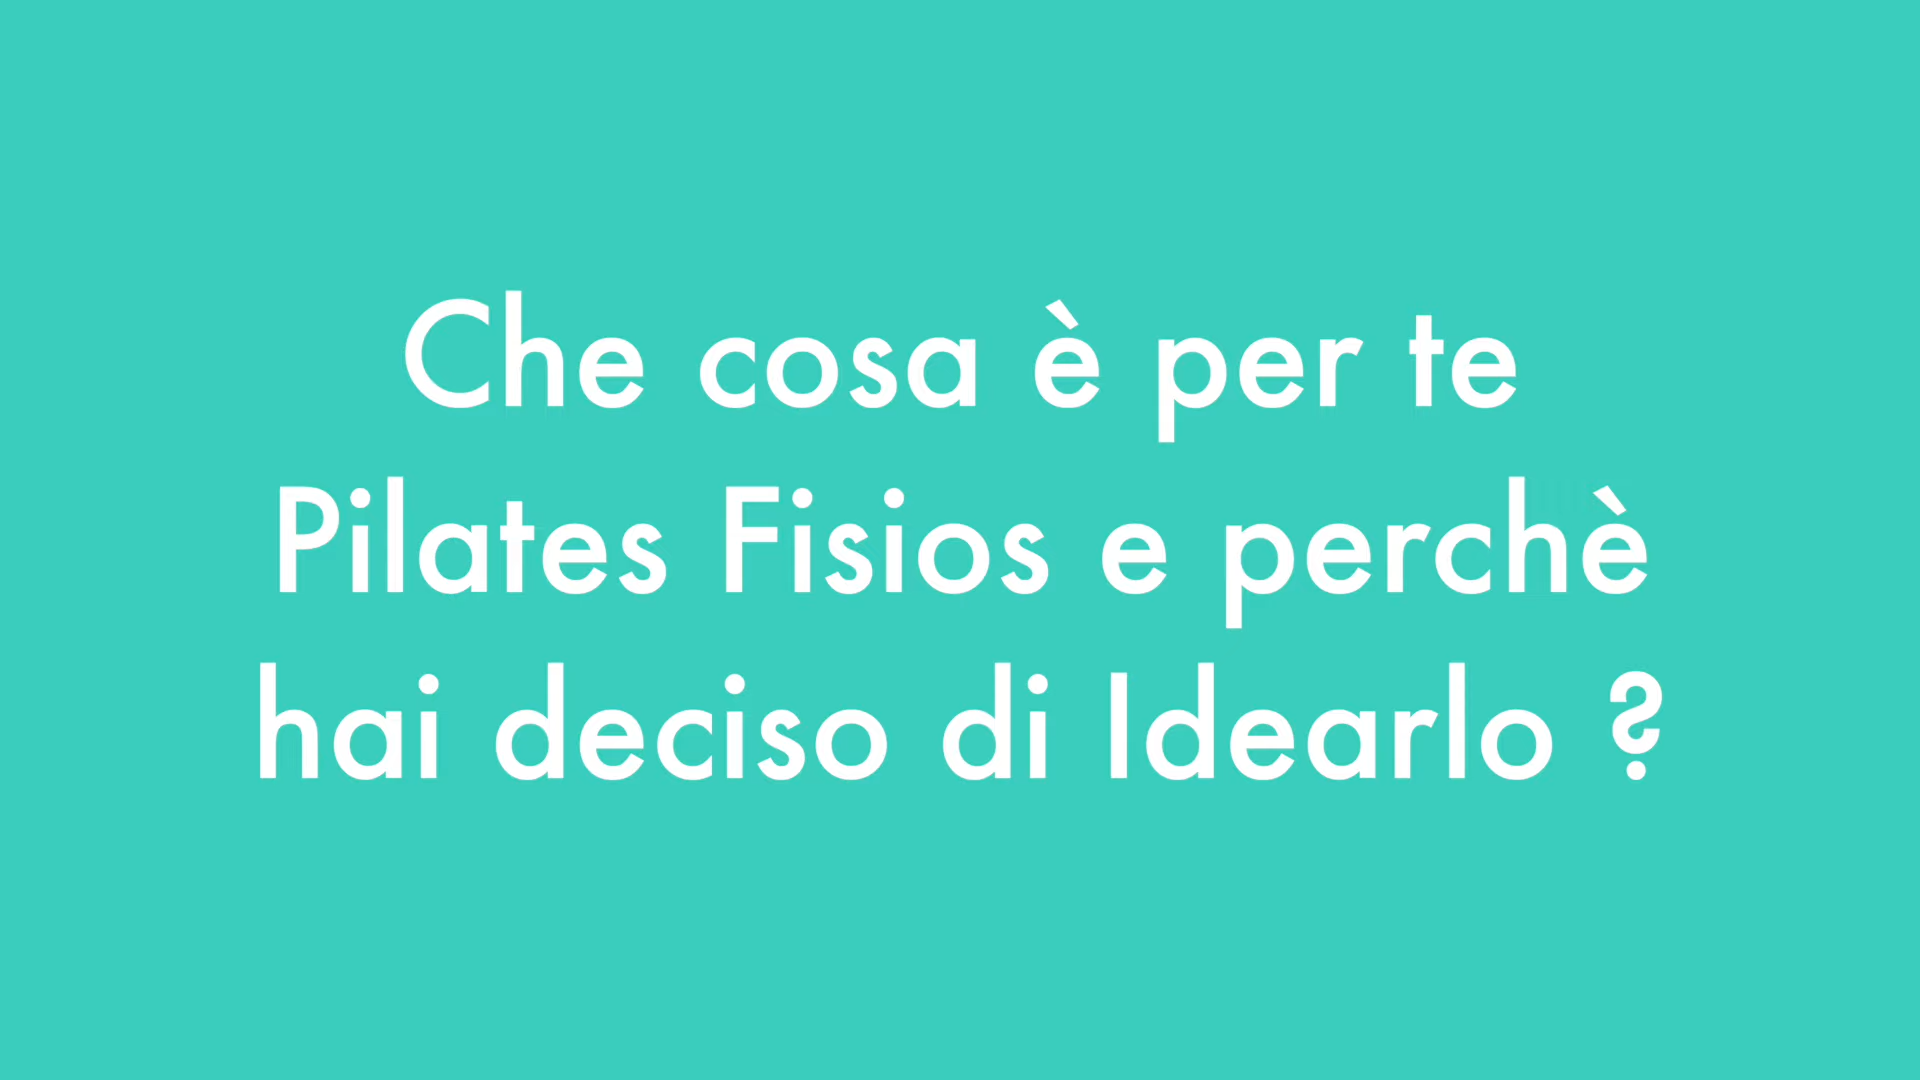 Che cosa è per te
Pilates Fisios e perchè
hai deciso di Idearlo ?